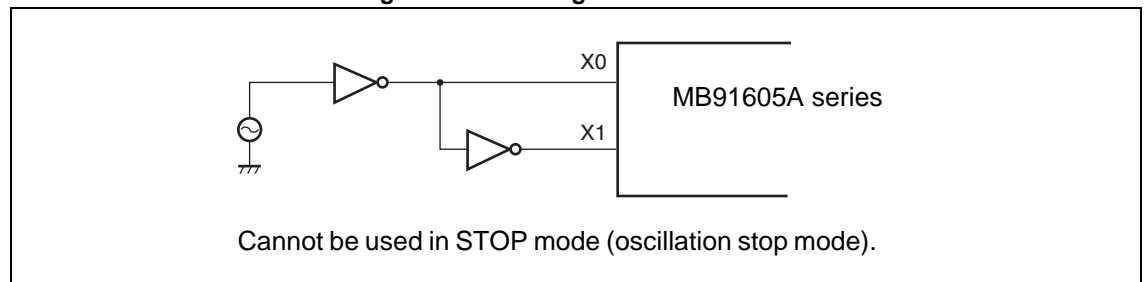 X0
MB91605A series
X1
Cannot be used in STOP mode (oscillation stop mode).